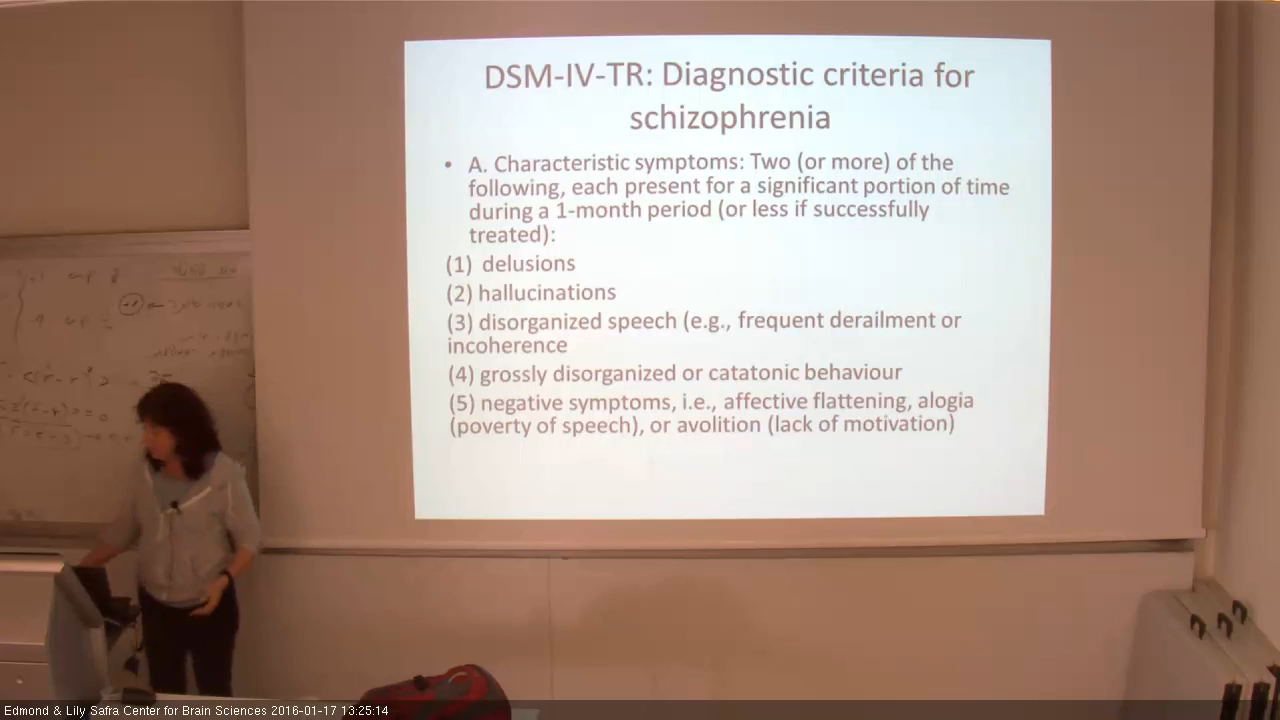 DSM-IV-TR: Diagnostic criteria for
schizophrenia
• A. Characteristic symptoms: Two (or more) of the
following, each present for a significant portion of time
during a 1-month period (or less if successfully
treated):
(1) delusions
(2) hallucinations
(3) disorganized speech (e.g., frequent derailment or
incoherence
(4) grossly disorganized or catatonic behaviour
(5) negative symptoms, i.e., affective flattening, alogia
(poverty of speech), or avolition (lack of motivation)
Edmond & Lily Safra Center for Brain Sciences 2016-01-17 13:25:14